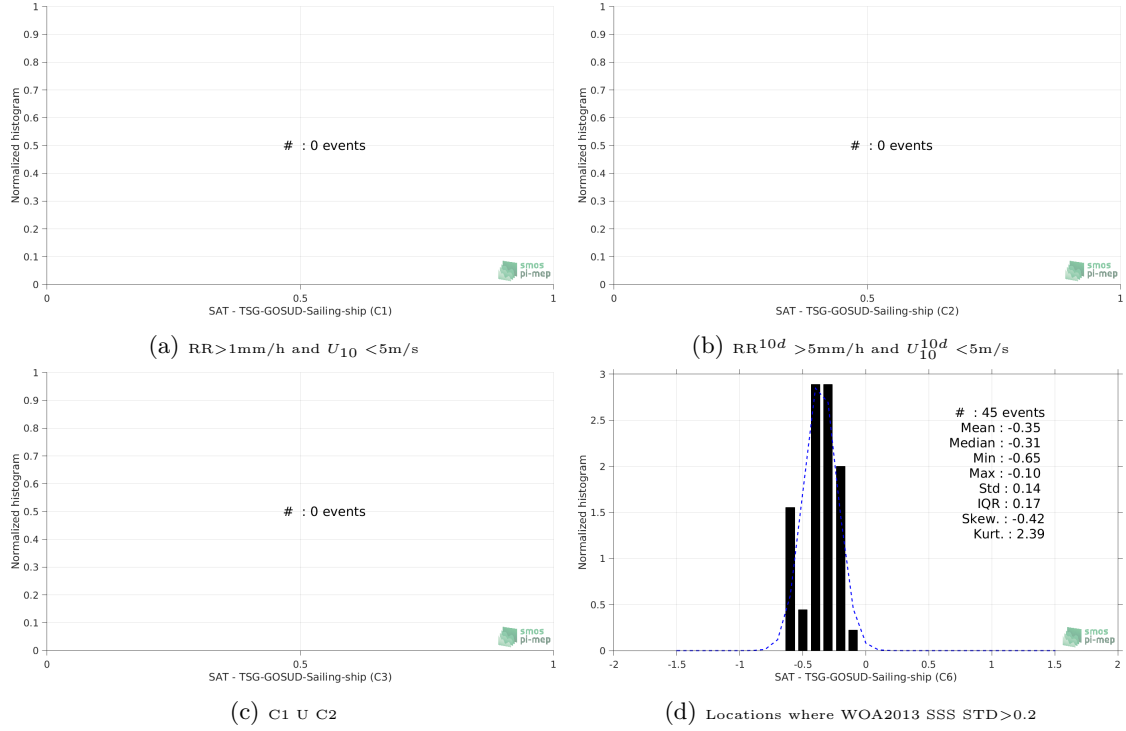 1
0.9
0.8
0.7
0.6
0.5
0.4
0.3
0.2
0.1
0
Normalized histogram
# : 0 events
smos
pi-mep
0
0.5
1
SAT - TSG-GOSUD-Sailing-ship (C1)
(a) RR>1mm/h and U10 <5m/s
1
0.9
0.8
0.7
0.6
0.5
0.4
0.3
0.2
0.1
0
Normalized histogram
# : 0 events
smos
pi-mep
0
0.5
1
SAT - TSG-GOSUD-Sailing-ship (C2)
(b) RR10d >5mm/h and U10d10 <5m/s
1
0.9
0.8
0.7
0.6
0.5
0.4
0.3
0.2
0.1
0
Normalized histogram
# : 0 events
smos
pi-mep
0
0.5
1
SAT - TSG-GOSUD-Sailing-ship (C3)
(c) C1 U C2
3
2.5
2
1.5
1
0.5
0
Normalized histogram
# : 45 events
Mean : -0.35
Median : -0.31
Min : -0.65
Max : -0.10
Std : 0.14
IQR : 0.17
Skew. : -0.42
Kurt. : 2.39
smos
pi-mep
-2
-1.5
-1
-0.5
0
0.5
1
1.5
2
SAT - TSG-GOSUD-Sailing-ship (C6)
(d) Locations where WOA2013 SSS STD>0.2